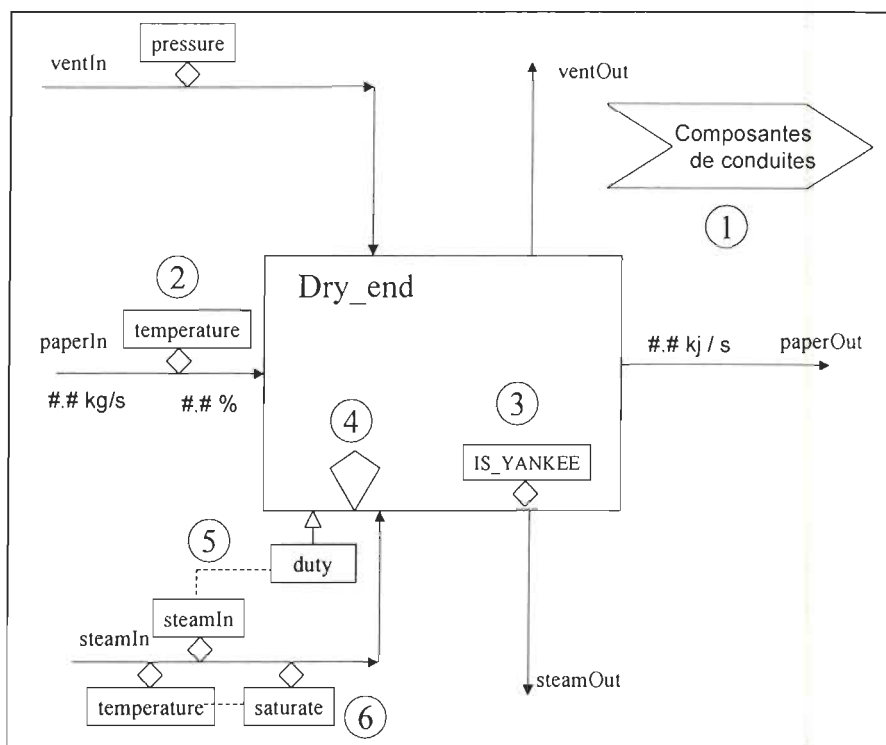 pressure
ventIn
ventOut
Composantes
de conduites
1
2
Dry_end
temperature
paperIn
#.# kj / s
paperOut
#.# kg/s
#.# %
4
3
IS_YANKEE
5
duty
steamIn
steamIn
steamOut
temperature
saturate
6